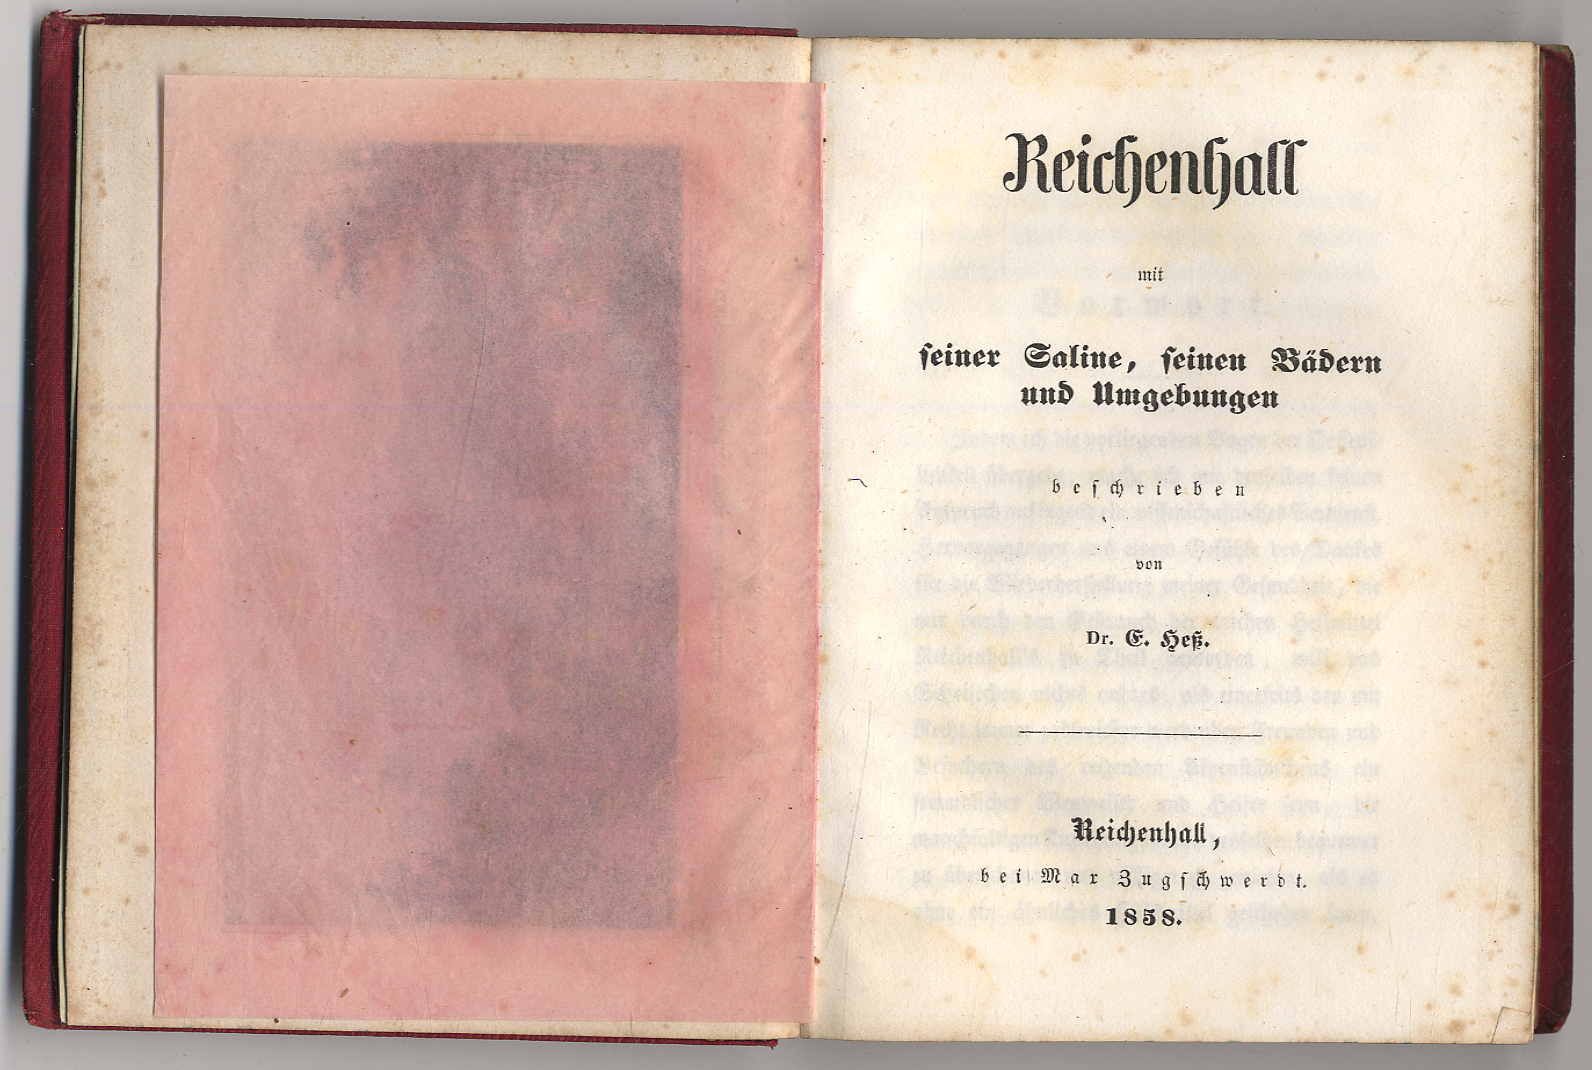 Reichenhall
mit
seiner Saline, seinen Bädern
und Umgebungen
beschrieben
von
Dr. E. Heß.
Reichenhall,
bei Max Zugschwerdt.
1858.